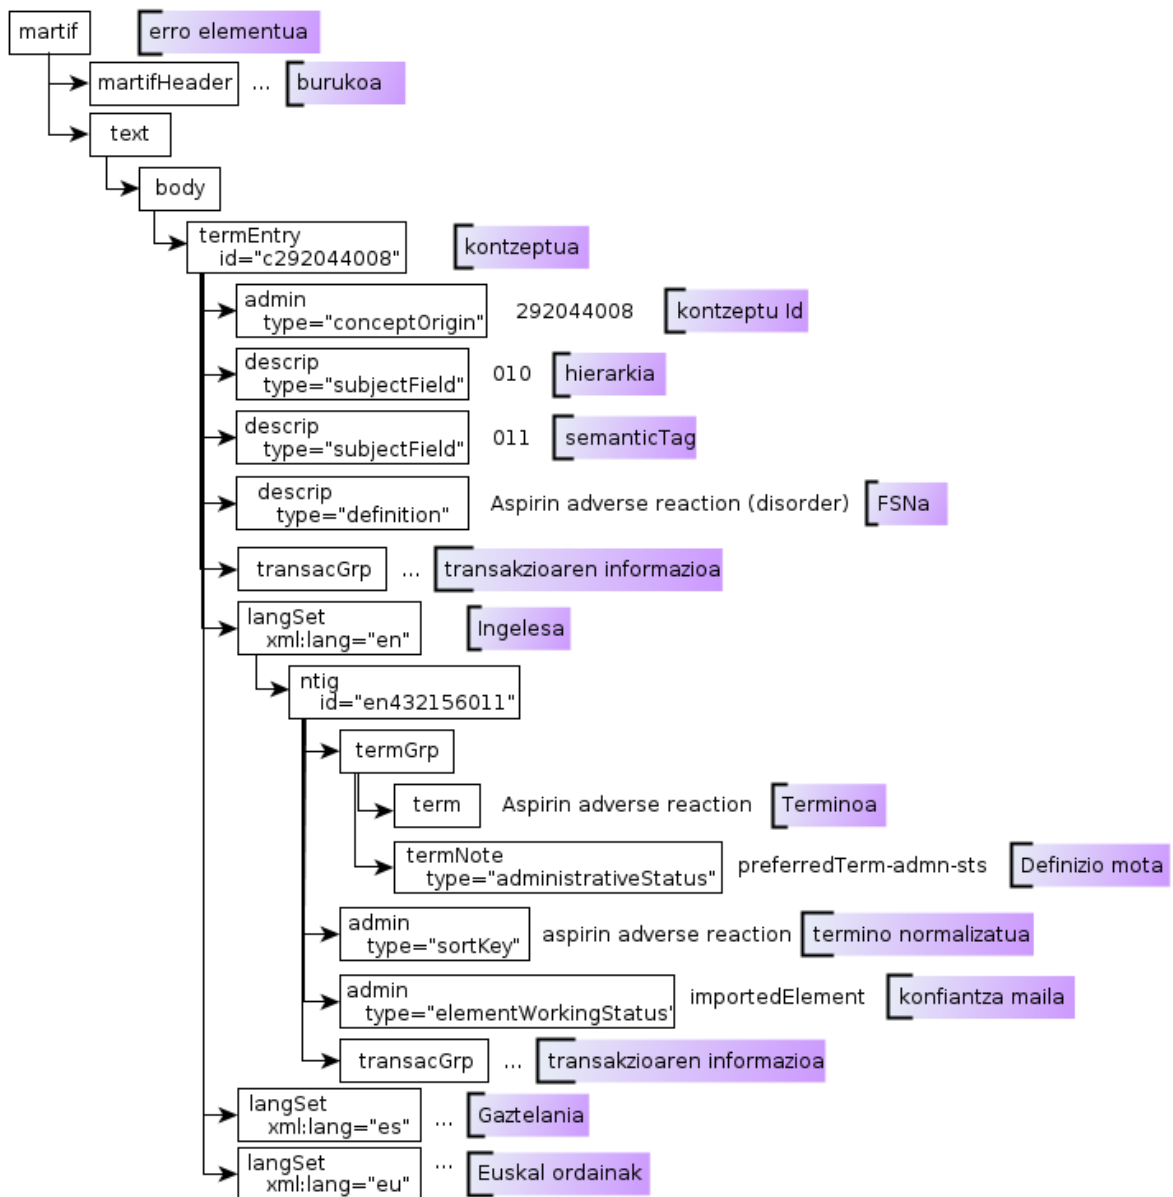 martif erro elementua
martifHeader ... burukoa
text
body
termEntry
id="c292044008" kontzeptua
admin
type="conceptOrigin" 292044008 kontzeptu Id
descrip
type="subjectField" 010 hierarkia
descrip
type="subjectField" 011 semanticTag
descrip
type="definition" Aspirin adverse reaction (disorder) FSNa
transacGrp ... transakzioaren informazioa
langSet
xml:lang="en" Ingelesa
ntig
id="en432156011"
termGrp
term Aspirin adverse reaction Terminoa
termNote
type="administrativeStatus" preferredTerm-admn-sts Definizio mota
admin
type="sortKey" aspirin adverse reaction termino normalizatua
admin
type="elementWorkingStatus" importedElement konfiantza maila
transacGrp ... transakzioaren informazioa
langSet
xml:lang="es" ... Gaztelania
langSet
xml:lang="eu" ... Euskal ordainak